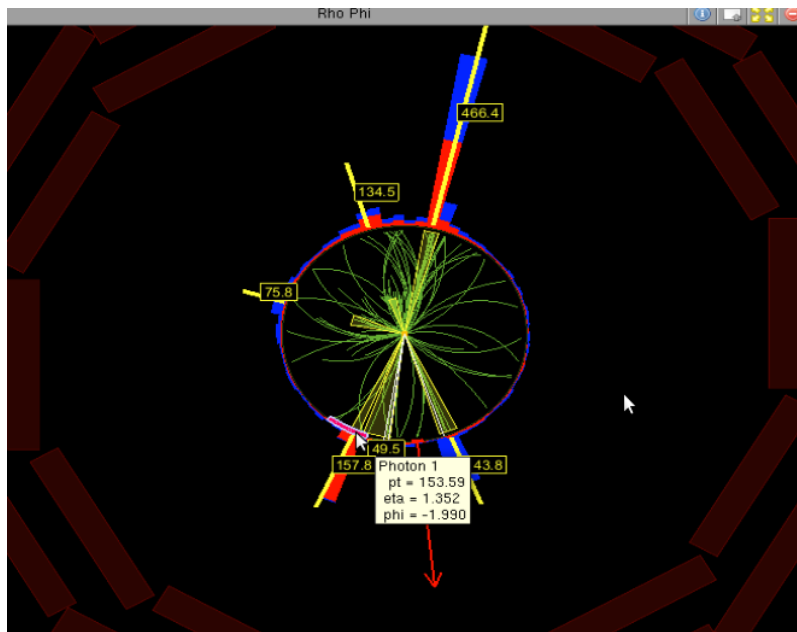 Rho Phi
466.4
134.5
75.8
49.5
157.8
43.8
Photon 1
pt = 153.59
eta = 1.352
phi = -1.990